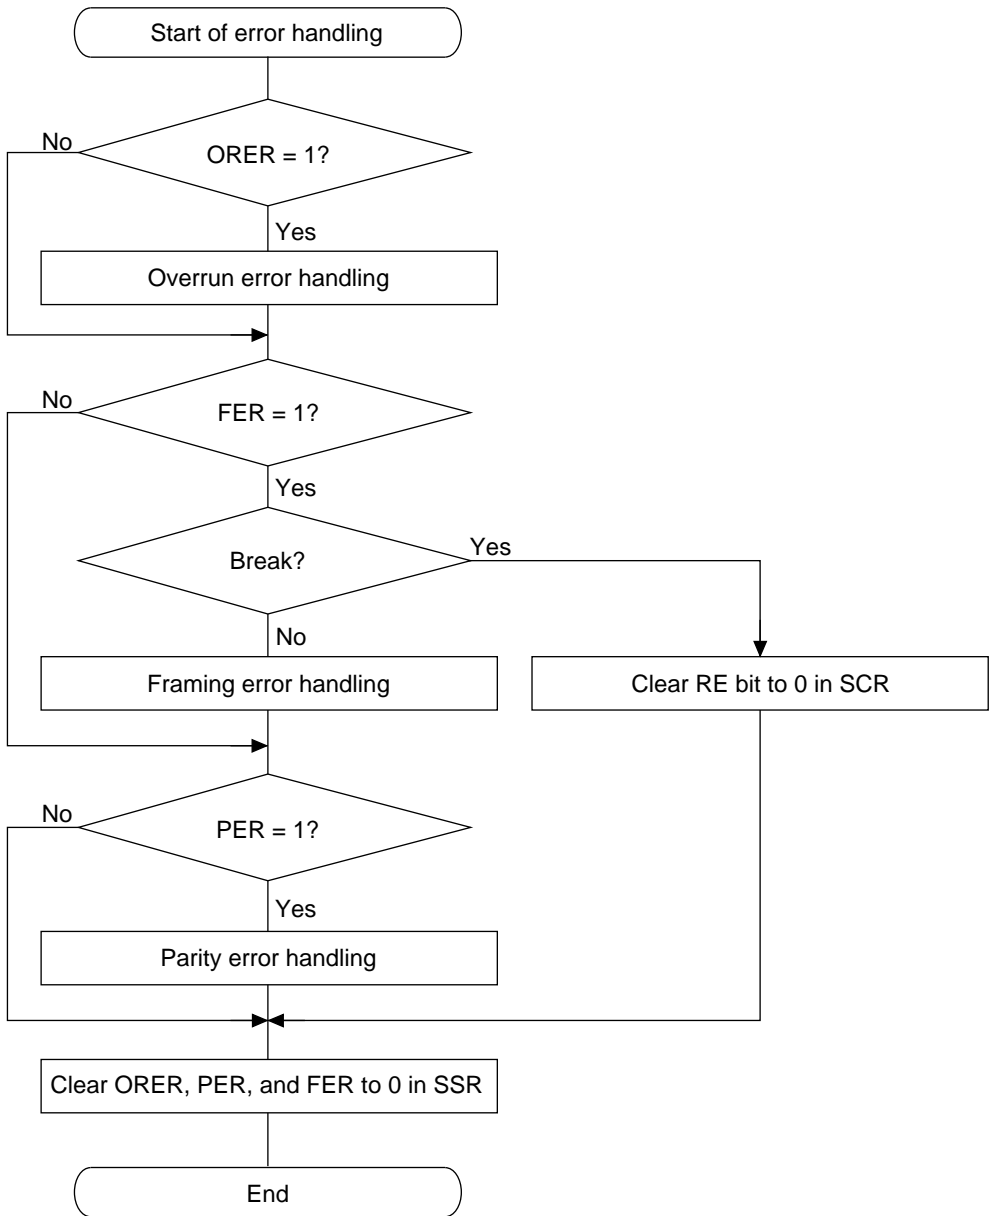 Start of error handling
No
ORER = 1?
Yes
Overrun error handling
No
FER = 1?
Yes
Break?
Yes
No
Framing error handling
Clear RE bit to 0 in SCR
No
PER = 1?
Yes
Parity error handling
Clear ORER, PER, and FER to 0 in SSR
End